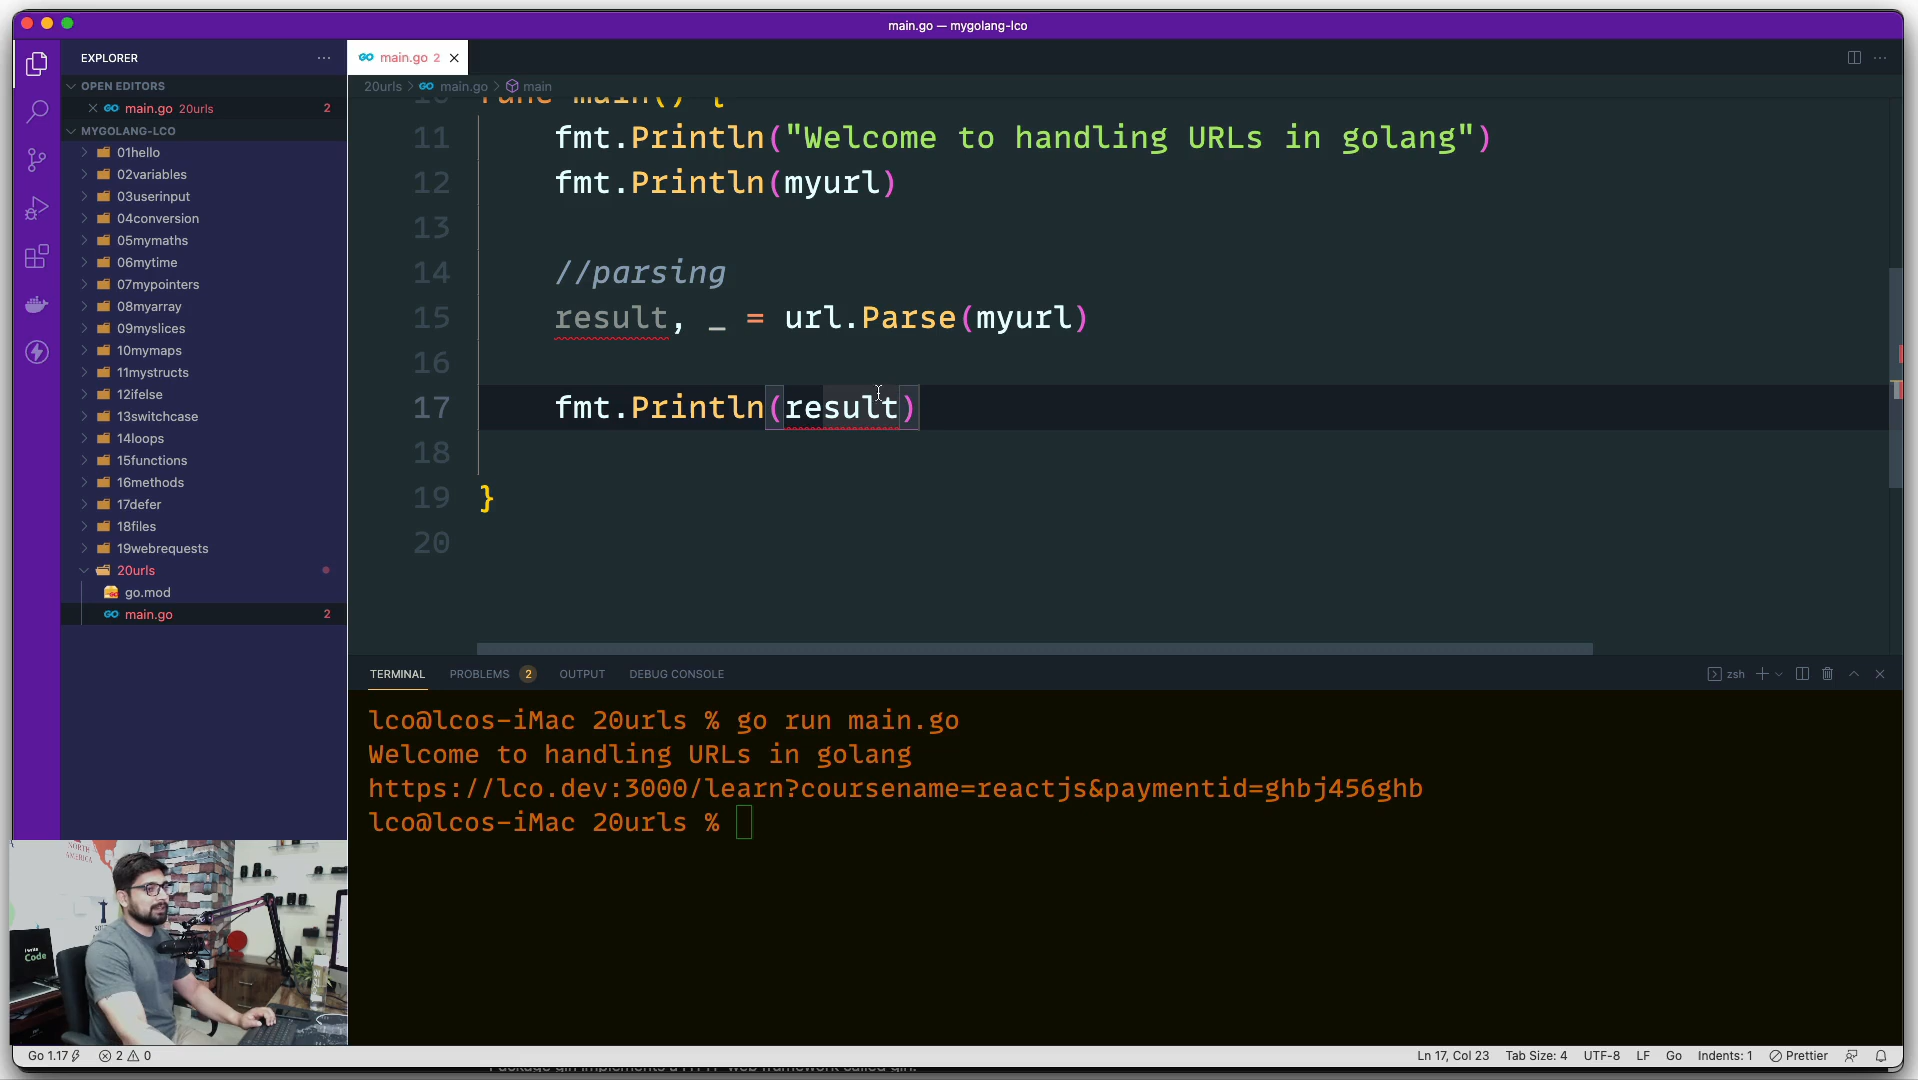 main.go — mygolang-lco
EXPLORER
OPEN EDITORS
main.go 20urls 2
MYGOLANG-LCO
01hello
02variables
03userinput
04conversion
05mymaths
06mytime
07mypointers
08myarray
09myslices
10mymaps
11mystructs
12ifelse
13switchcase
14loops
15functions
16methods
17defer
18files
19webrequests
20urls
go.mod
main.go 2
main.go 2
20urls > main.go > main
10 func main() {
11 fmt.Println("Welcome to handling URLs in golang")
12 fmt.Println(myurl)
13
14 //parsing
15 result, _ = url.Parse(myurl)
16
17 fmt.Println(result)
18
19 }
20
TERMINAL PROBLEMS 2 OUTPUT DEBUG CONSOLE
zsh
lco@lcos-iMac 20urls % go run main.go
Welcome to handling URLs in golang
https://lco.dev:3000/learn?coursename=reactjs&paymentid=ghbj456ghb
lco@lcos-iMac 20urls %
NORTH
AMERICA
Code
Go 1.17 2 0 Ln 17, Col 23 Tab Size: 4 UTF-8 LF Go Indents: 1 Prettier